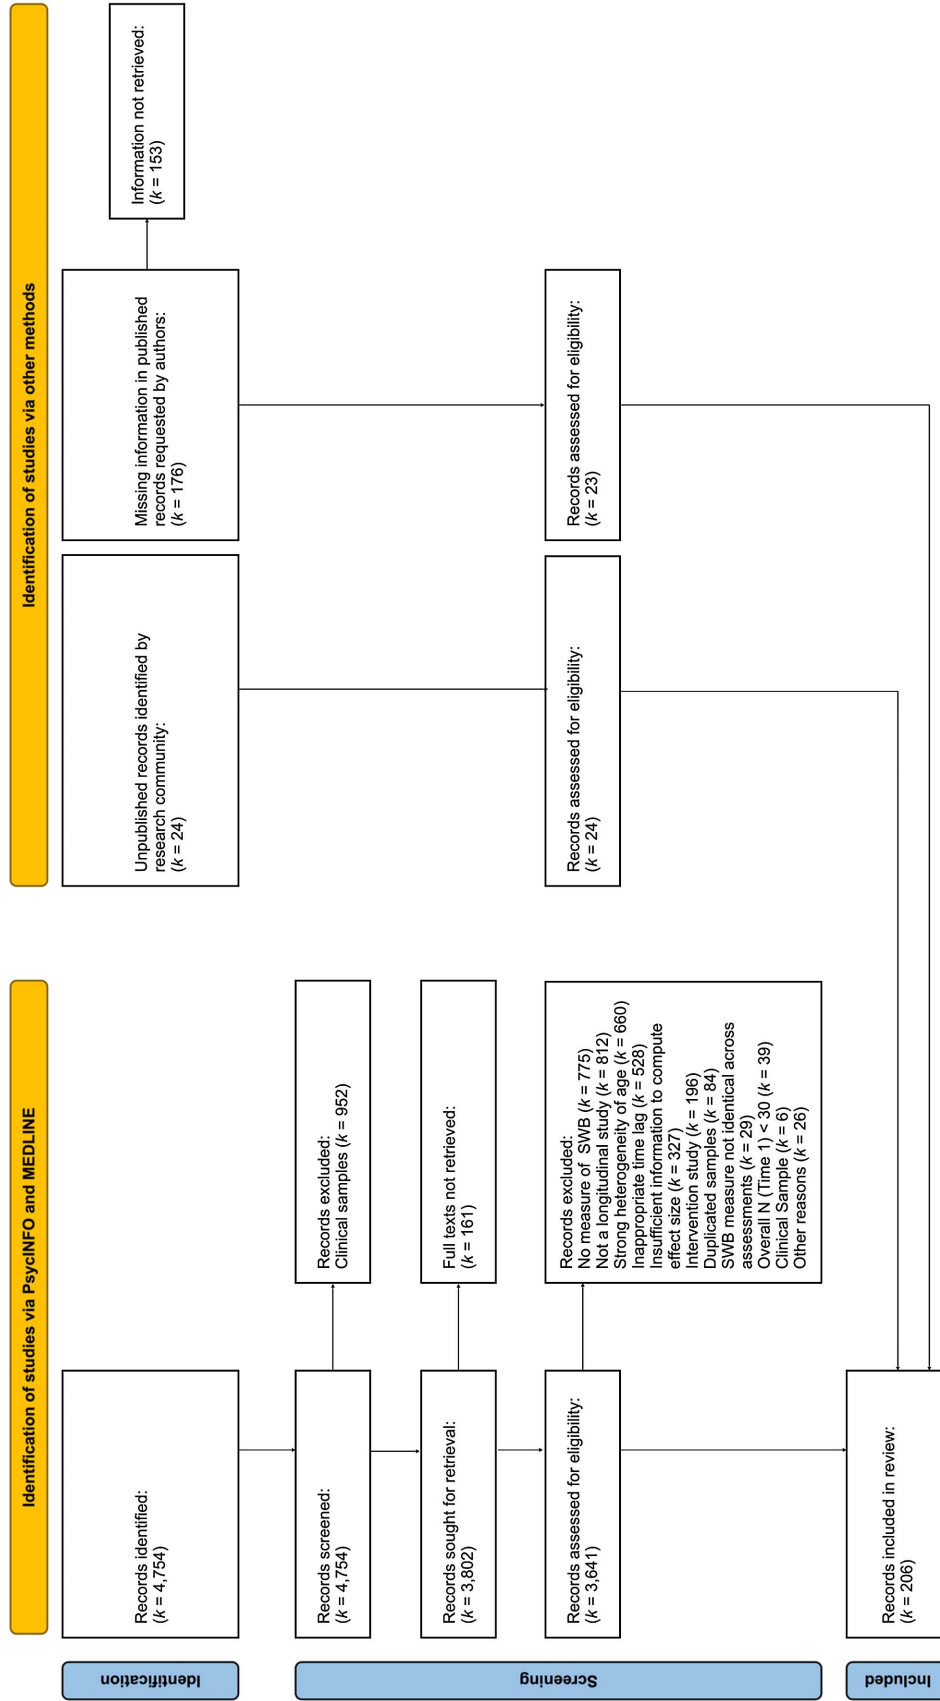 Identification of studies via PsycINFO and MEDLINE
Identification of studies via other methods
Identification
Records identified:
(k = 4,754)
Unpublished records identified by
research community:
(k = 24)
Missing information in published
records requested by authors:
(k = 176)
Information not retrieved:
(k = 153)
Screening
Records screened:
(k = 4,754)
Records excluded:
Clinical samples (k = 952)
Records sought for retrieval:
(k = 3,802)
Full texts not retrieved:
(k = 161)
Records assessed for eligibility:
(k = 3,641)
Records excluded:
No measure of SWB (k = 775)
Not a longitudinal study (k = 812)
Strong heterogeneity of age (k = 660)
Inappropriate time lag (k = 528)
Insufficient information to compute
effect size (k = 327)
Intervention study (k = 196)
Duplicated samples (k = 84)
SWB measure not identical across
assessments (k = 29)
Overall N (Time 1) < 30 (k = 39)
Clinical Sample (k = 6)
Other reasons (k = 26)
Records assessed for eligibility:
(k = 24)
Records assessed for eligibility:
(k = 23)
Included
Records included in review:
(k = 206)